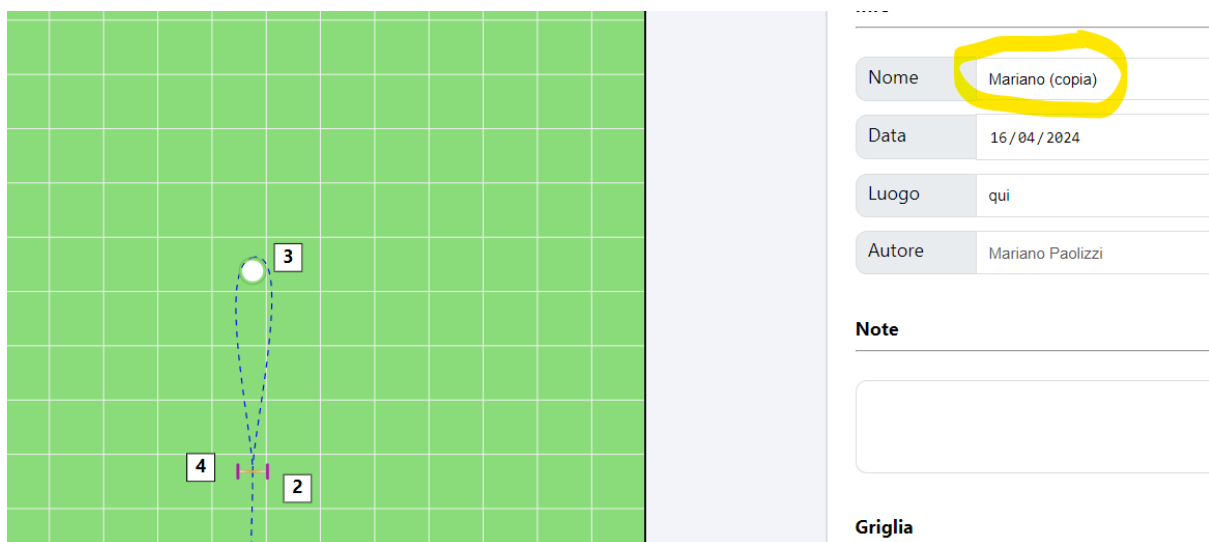 3
4
2
Nome Mariano (copia)
Data 16/04/2024
Luogo qui
Autore Mariano Paolizzi
Note
Griglia